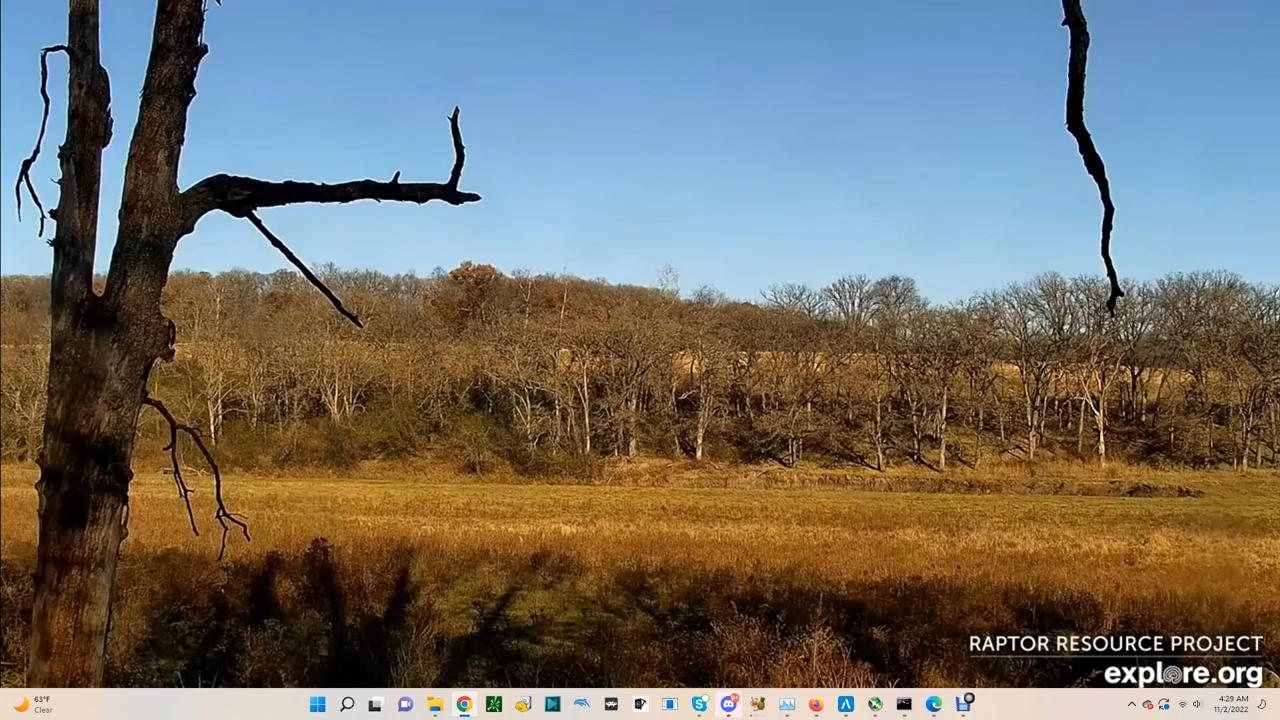 RAPTOR RESOURCE PROJECT
explore.org
63°F
Clear
4:29 AM
11/2/2022